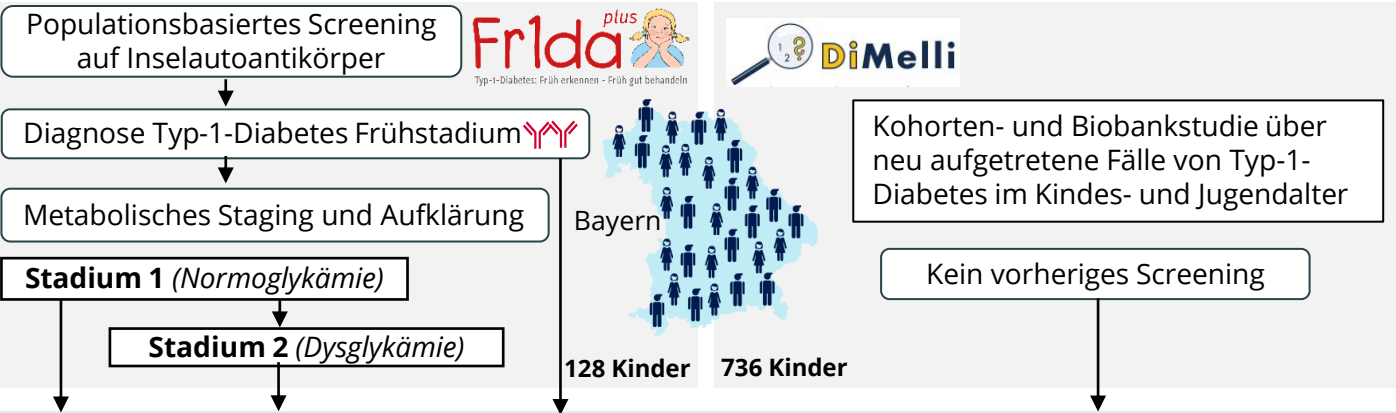 Populationsbasiertes Screening
auf Inselautoantikörper
Fr1da
plus
Typ-1-Diabetes: Früh erkennen - Früh gut behandeln
Diagnose Typ-1-Diabetes Frühstadium
Metabolisches Staging und Aufklärung
Stadium 1 (Normoglykämie)
Stadium 2 (Dysglykämie)
Bayern
128 Kinder
736 Kinder
1 2 ?
DiMelli
Kohorten- und Biobankstudie über
neu aufgetretene Fälle von Typ-1-
Diabetes im Kindes- und Jugendalter
Kein vorheriges Screening